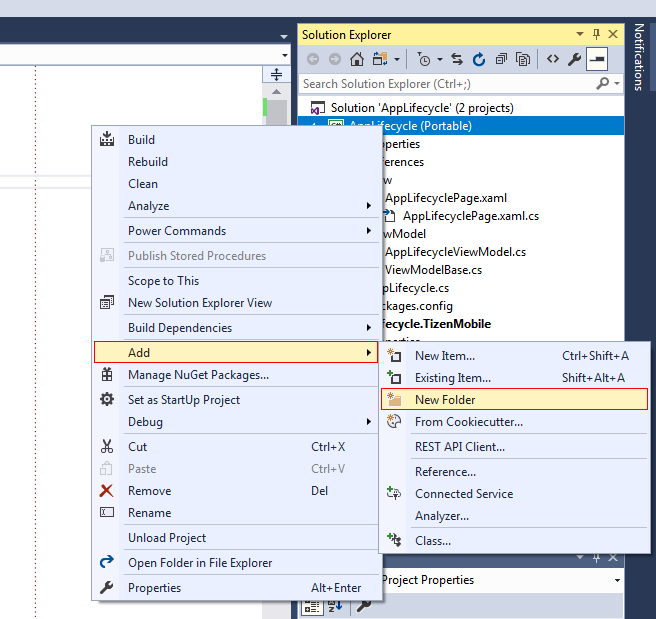 Solution Explorer
Notifications
Search Solution Explorer (Ctrl+;)
Solution 'AppLifecycle' (2 projects)
AppLifecycle (Portable)
operties
erences
w
AppLifecyclePage.xaml
AppLifecyclePage.xaml.cs
wModel
AppLifecycleViewModel.cs
ViewModelBase.cs
pLifecycle.cs
ckages.config
fecycle.TizenMobile
Build
Rebuild
Clean
Analyze
Power Commands
Publish Stored Procedures
Scope to This
New Solution Explorer View
Build Dependencies
Add
Manage NuGet Packages...
Set as StartUp Project
Debug
Cut Ctrl+X
Paste Ctrl+V
Remove Del
Rename
Unload Project
Open Folder in File Explorer
Properties Alt+Enter
New Item... Ctrl+Shift+A
Existing Item... Shift+Alt+A
New Folder
From Cookiecutter...
REST API Client...
Reference...
Connected Service
Analyzer...
Class...
Project Properties